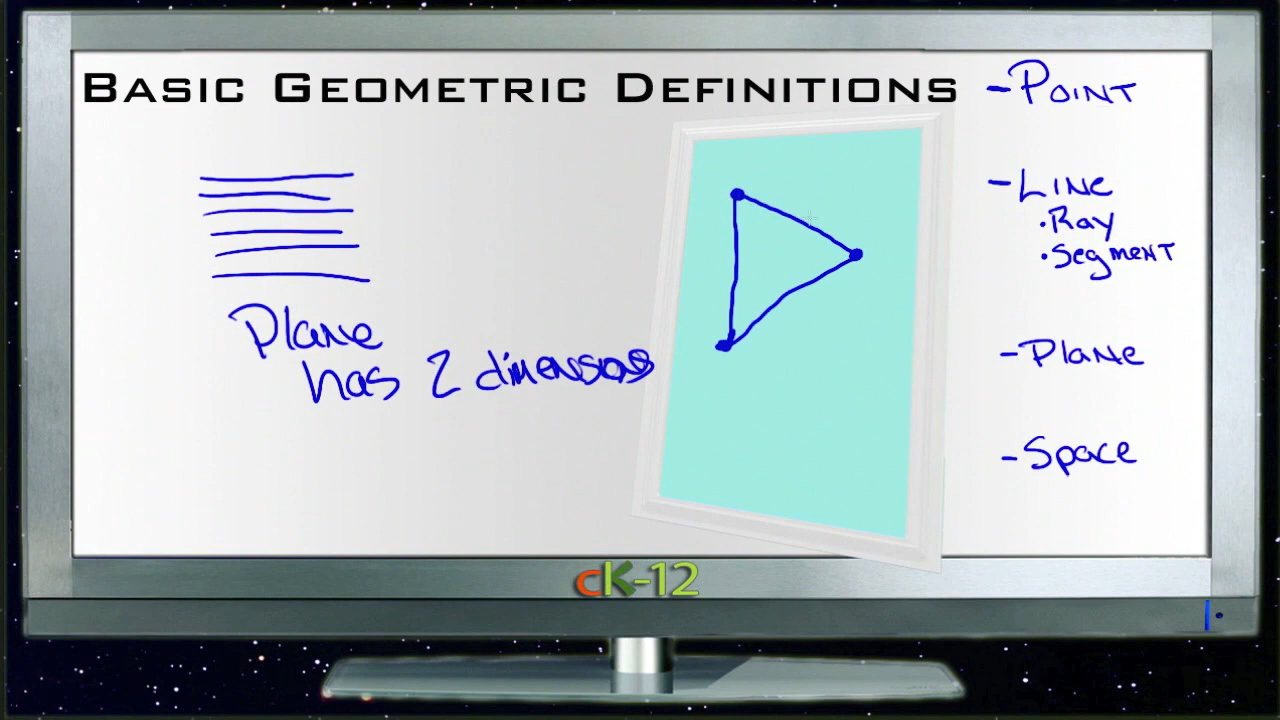 BASIC GEOMETRIC DEFINITIONS
- POINT
- LINE
• Ray
• Segment
- Plane
- Space
Plane
has 2 dimensions
cK-12